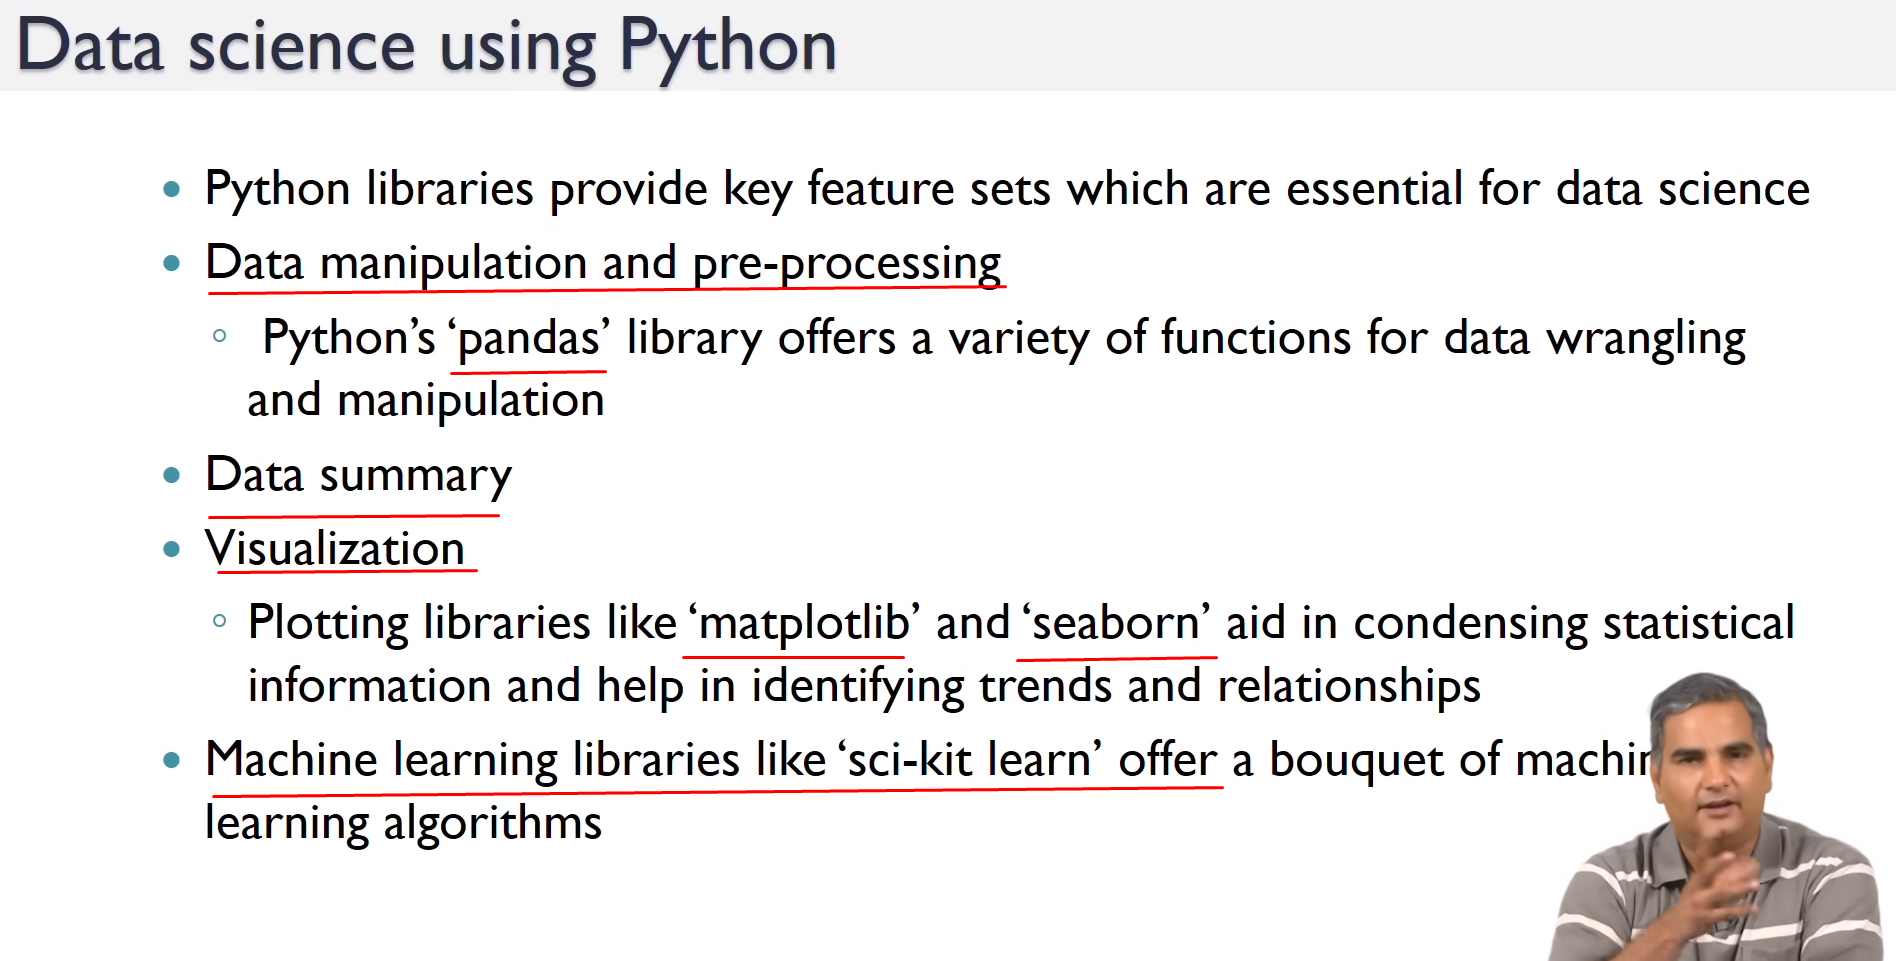 Data science using Python
• Python libraries provide key feature sets which are essential for data science
• Data manipulation and pre-processing
◦ Python’s ‘pandas’ library offers a variety of functions for data wrangling
and manipulation
• Data summary
• Visualization
◦ Plotting libraries like ‘matplotlib’ and ‘seaborn’ aid in condensing statistical
information and help in identifying trends and relationships
• Machine learning libraries like ‘sci-kit learn’ offer a bouquet of
learning algorithms